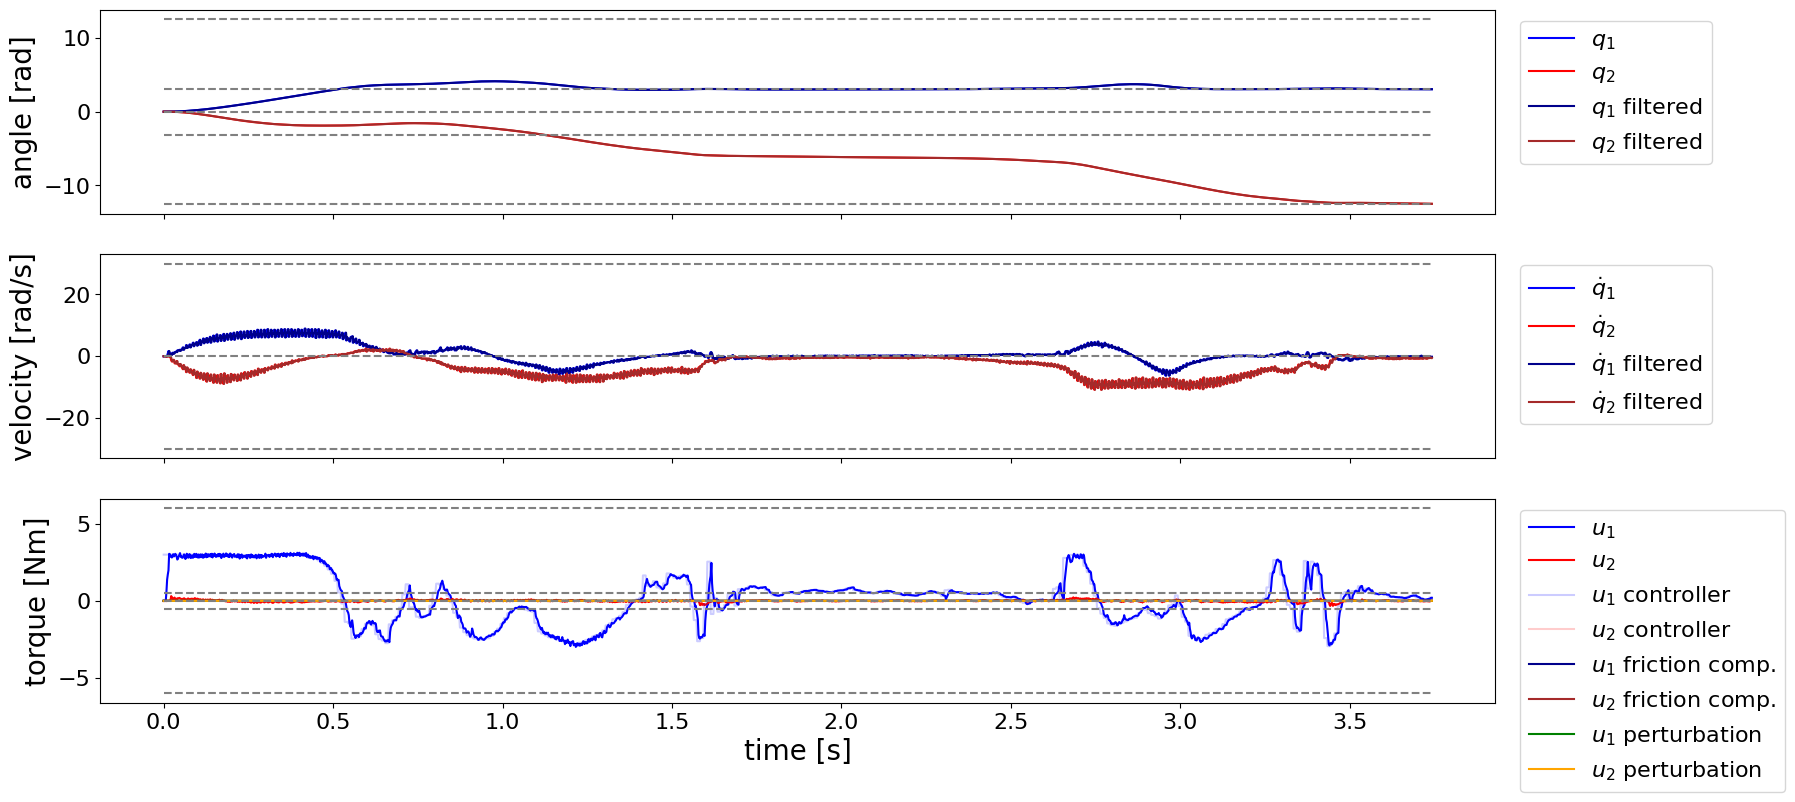 angle [rad]
10
0
−10
q₁
q₂
q₁ filtered
q₂ filtered
velocity [rad/s]
20
0
−20
q̇₁
q̇₂
q̇₁ filtered
q̇₂ filtered
torque [Nm]
5
0
−5
0.0 0.5 1.0 1.5 2.0 2.5 3.0 3.5
time [s]
u₁
u₂
u₁ controller
u₂ controller
u₁ friction comp.
u₂ friction comp.
u₁ perturbation
u₂ perturbation